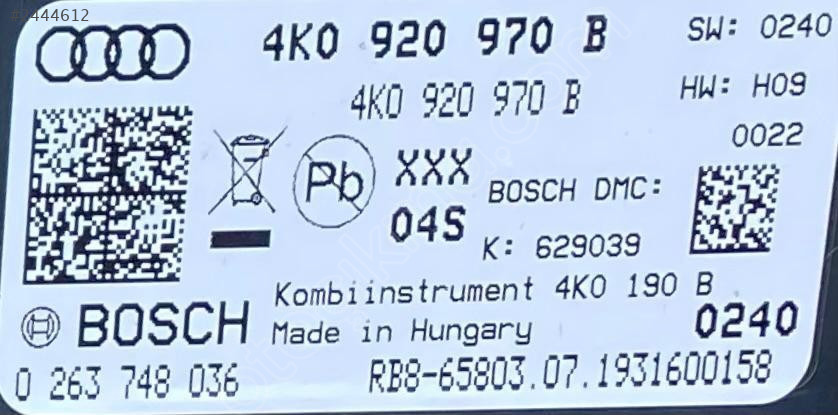 4K0 920 970 B
SW: 0240
4K0 920 970 B
HW: H09
0022
Pb
XXX
04S
BOSCH DMC:
K: 629039
Kombiinstrument 4K0 190 B
BOSCH
Made in Hungary
0240
0 263 748 036
RB8-65803.07.1931600158